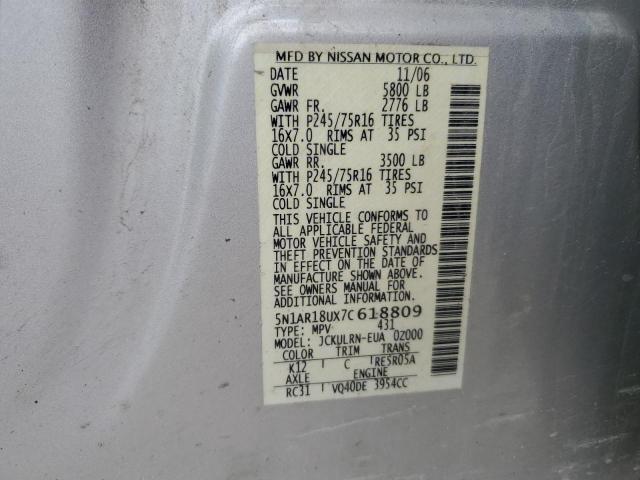 MFD BY NISSAN MOTOR CO., LTD.
DATE 11/06
GVWR 5800 LB
GAWR FR. 2776 LB
WITH P245/75R16 TIRES
16X7.0 RIMS AT 35 PSI
COLD SINGLE
GAWR RR. 3500 LB
WITH P245/75R16 TIRES
16X7.0 RIMS AT 35 PSI
COLD SINGLE
THIS VEHICLE CONFORMS TO
ALL APPLICABLE FEDERAL
MOTOR VEHICLE SAFETY AND
THEFT PREVENTION STANDARDS
IN EFFECT ON THE DATE OF
MANUFACTURE SHOWN ABOVE.
SEE OWNERS MANUAL FOR
ADDITIONAL INFORMATION
5N1AR18UX7C618809
TYPE: MPV 431
MODEL: JCKULRN-EUA 0Z000
COLOR TRIM TRANS
K12 C RE5R05A
AXLE ENGINE
RC31 VQ40DE 3954CC